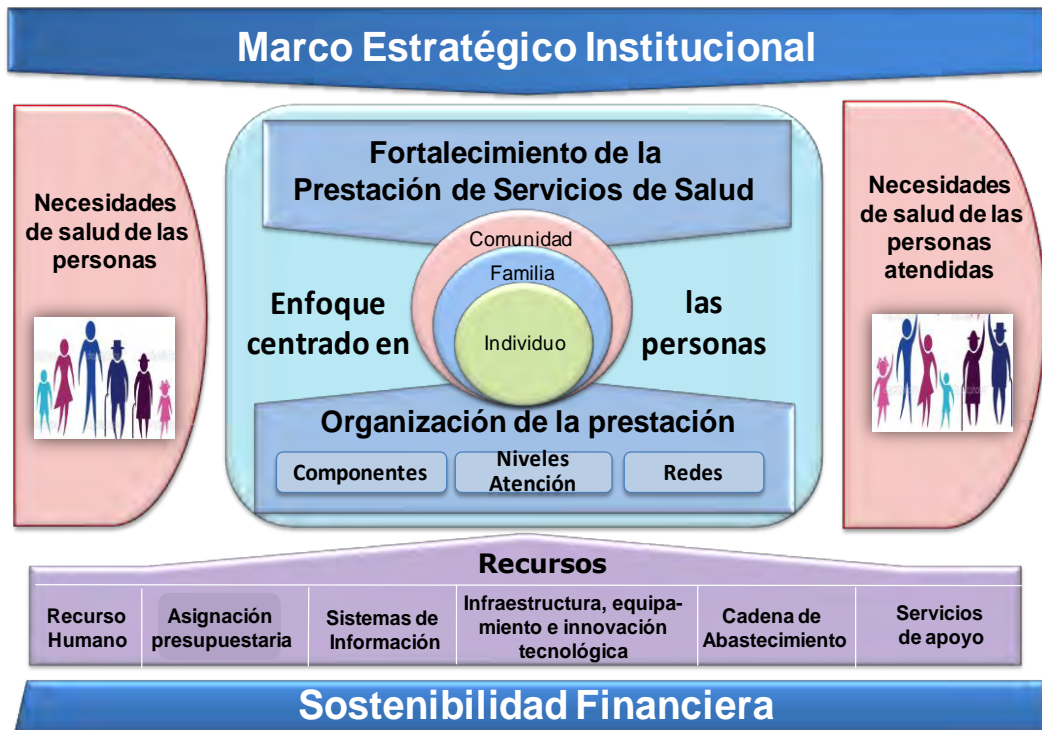 Marco Estratégico Institucional
Necesidades
de salud de las
personas
Fortalecimiento de la
Prestación de Servicios de Salud
Comunidad
Familia
Individuo
Enfoque
centrado en
las
personas
Organización de la prestación
Componentes
Niveles
Atención
Redes
Necesidades
de salud de las
personas
atendidas
Recursos
Recurso
Humano
Asignación
presupuestaria
Sistemas de
Información
Infraestructura, equipa-
miento e innovación
tecnológica
Cadena de
Abastecimiento
Servicios
de apoyo
Sostenibilidad Financiera